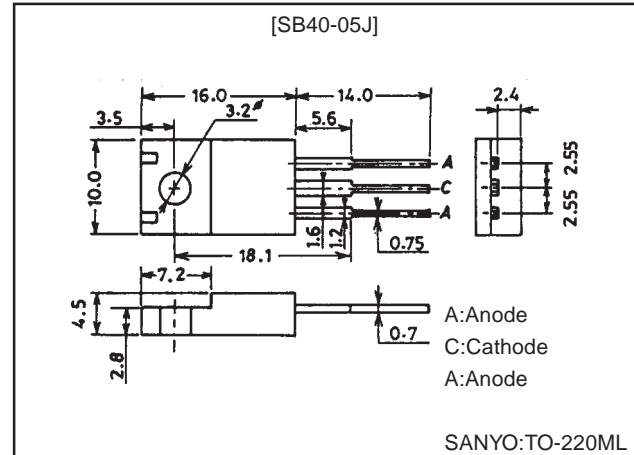 [SB40-05J]
16.0
14.0
3.5
3.2ø
5.6
2.4
10.0
A
C
A
2.55
2.55
1.6
1.2
0.75
18.1
7.2
4.5
2.8
0.7
A:Anode
C:Cathode
A:Anode
SANYO:TO-220ML